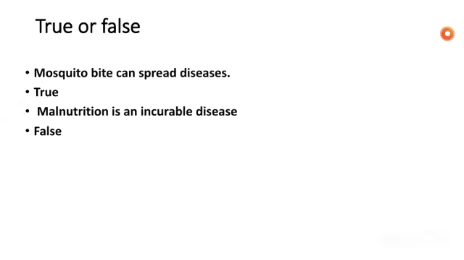 True or false
• Mosquito bite can spread diseases.
• True
• Malnutrition is an incurable disease
• False